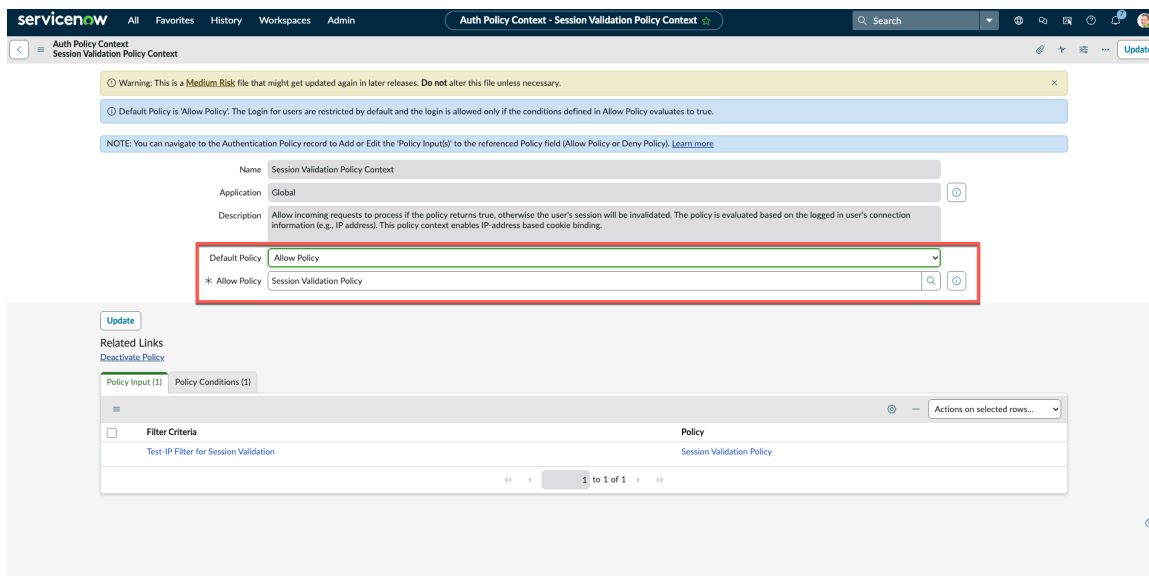 servicenow All Favorites History Workspaces Admin Auth Policy Context - Session Validation Policy Context Search 7
Auth Policy Context
Session Validation Policy Context
Update
Warning: This is a Medium Risk file that might get updated again in later releases. Do not alter this file unless necessary.
Default Policy is 'Allow Policy'. The Login for users are restricted by default and the login is allowed only if the conditions defined in Allow Policy evaluates to true.
NOTE: You can navigate to the Authentication Policy record to Add or Edit the 'Policy Input(s)' to the referenced Policy field (Allow Policy or Deny Policy). Learn more
Name Session Validation Policy Context
Application Global
Description Allow incoming requests to process if the policy returns true, otherwise the user's session will be invalidated. The policy is evaluated based on the logged in user's connection
information (e.g., IP address). This policy context enables IP-address based cookie binding.
Default Policy Allow Policy
Allow Policy Session Validation Policy
Update
Related Links
Deactivate Policy
Policy Input (1) Policy Conditions (1)
Actions on selected rows...
Filter Criteria Policy
Test-IP Filter for Session Validation Session Validation Policy
1 to 1 of 1